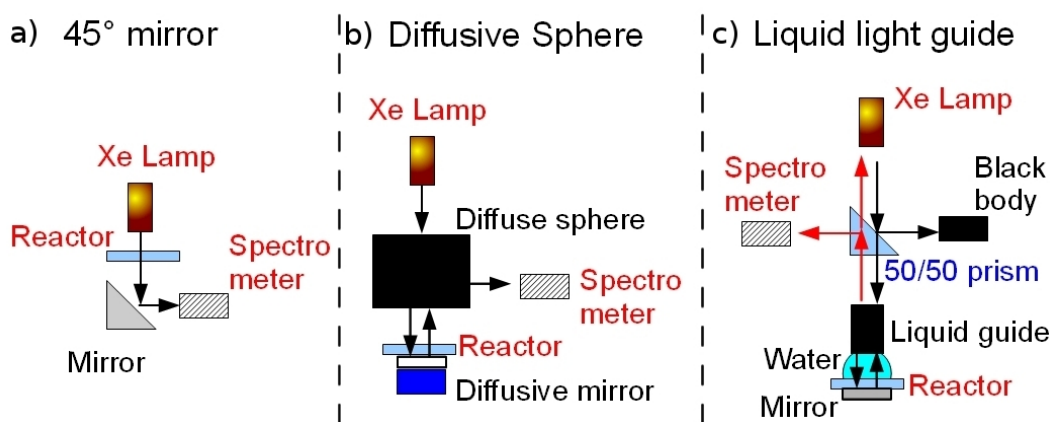 a) 45° mirror
Xe Lamp
Reactor
Spectro
meter
Mirror
b) Diffusive Sphere
Xe Lamp
Diffuse sphere
Spectro
meter
Reactor
Diffusive mirror
c) Liquid light guide
Xe Lamp
Spectro
meter
Black
body
50/50 prism
Liquid guide
Water
Reactor
Mirror